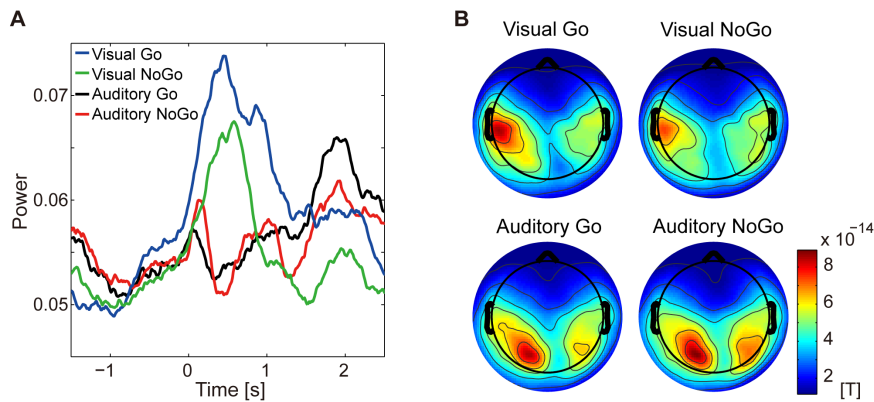 A
Visual Go
Visual NoGo
Auditory Go
Auditory NoGo
0.07
0.06
0.05
Power
−1
0
1
2
Time [s]
B
Visual Go
Visual NoGo
Auditory Go
Auditory NoGo
x 10⁻¹⁴
8
6
4
2
[T]